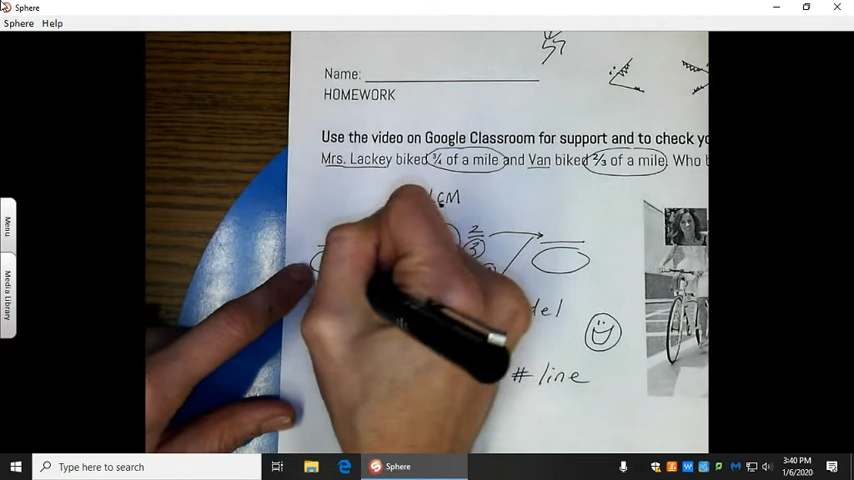 Sphere
Sphere Help
Name:
HOMEWORK
Use the video on Google Classroom for support and to check
Mrs. Lackey biked ¾ of a mile and Van biked ⅔ of a mile. Who
LCM
2
3
del
# line
Menu
Media Library
Type here to search
Sphere
3:40 PM
1/6/2020